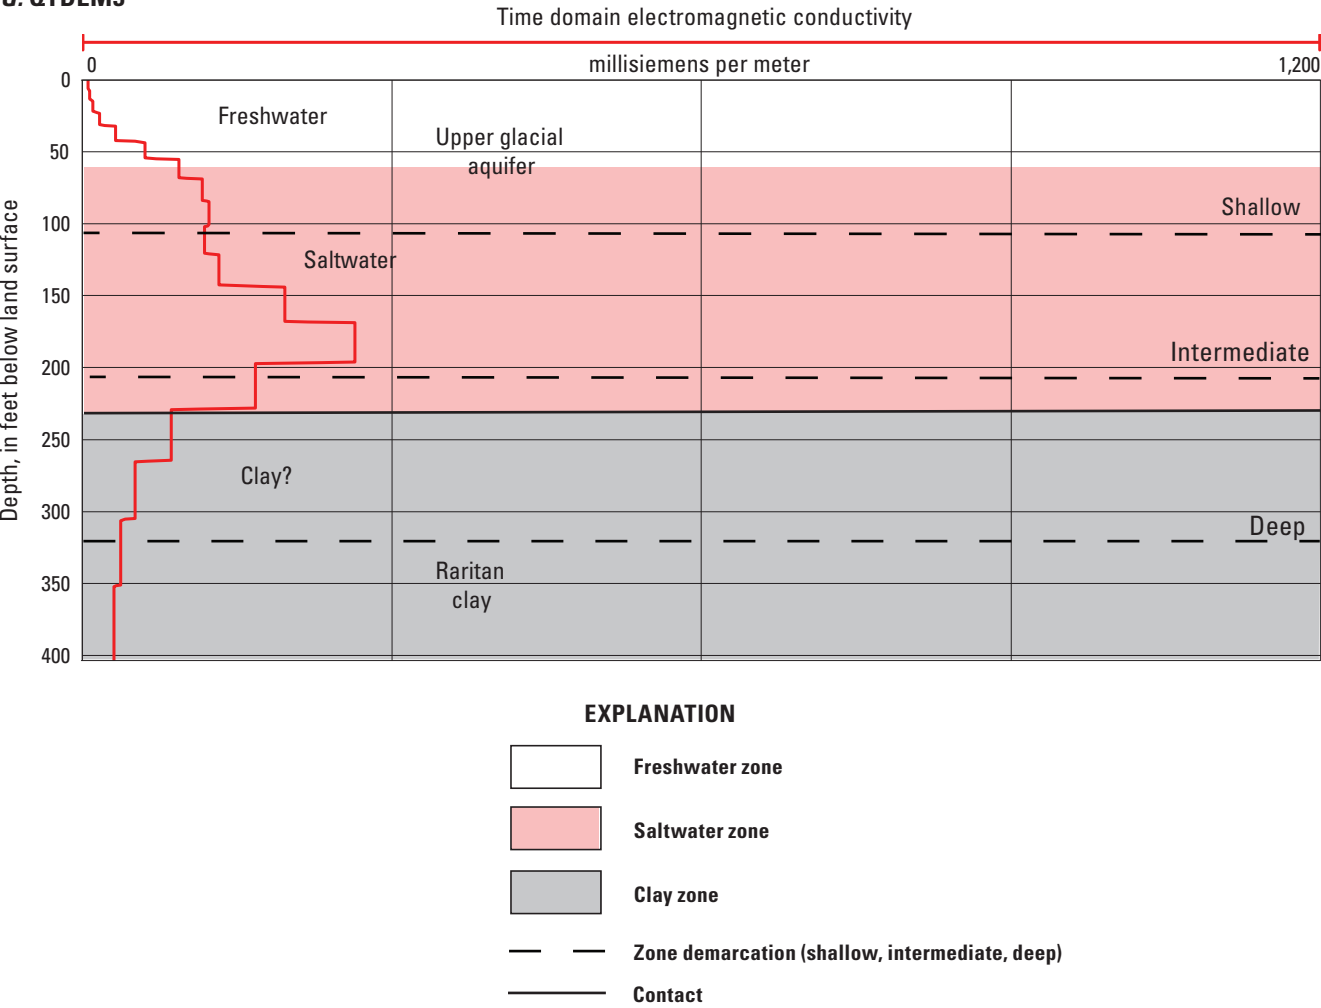 QTDEM5
Time domain electromagnetic conductivity
0
millisiemens per meter
1,200
Depth, in feet below land surface
0
50
100
150
200
250
300
350
400
Freshwater
Upper glacial
aquifer
Shallow
Saltwater
Intermediate
Clay?
Deep
Raritan
clay
EXPLANATION
Freshwater zone
Saltwater zone
Clay zone
Zone demarcation (shallow, intermediate, deep)
Contact